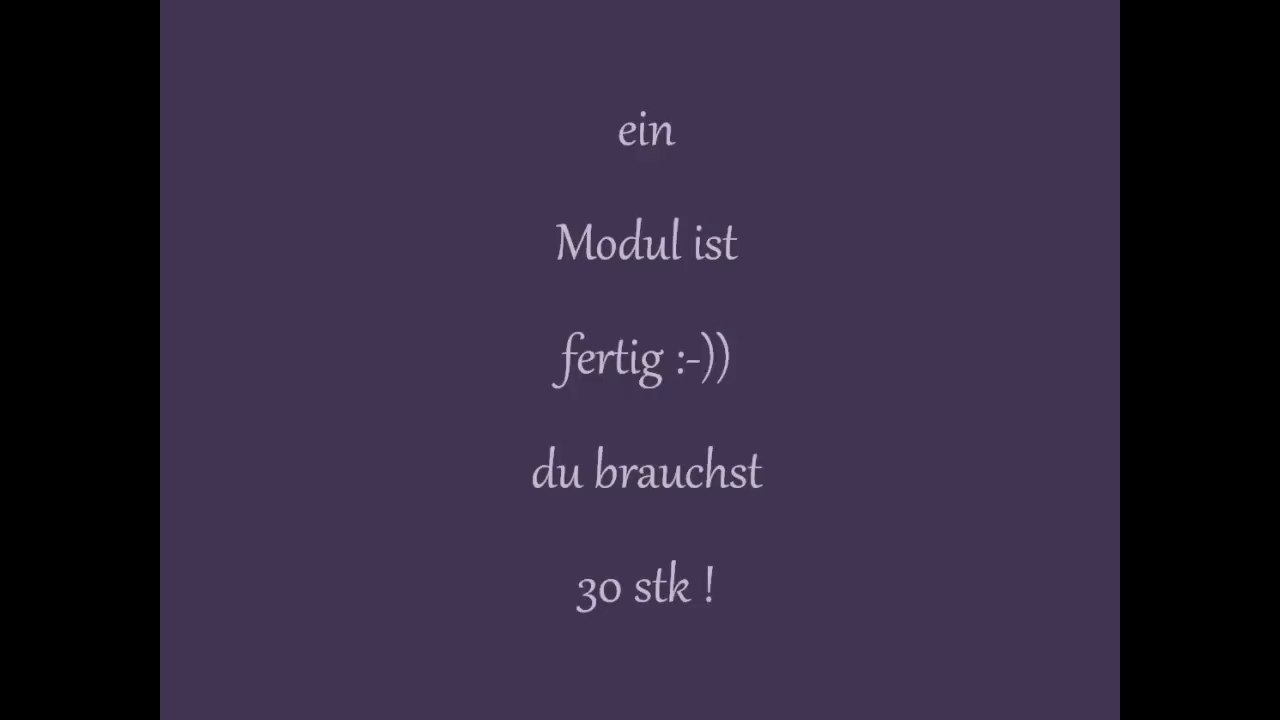 ein
Modul ist
fertig :-))
du brauchst
30 stk !